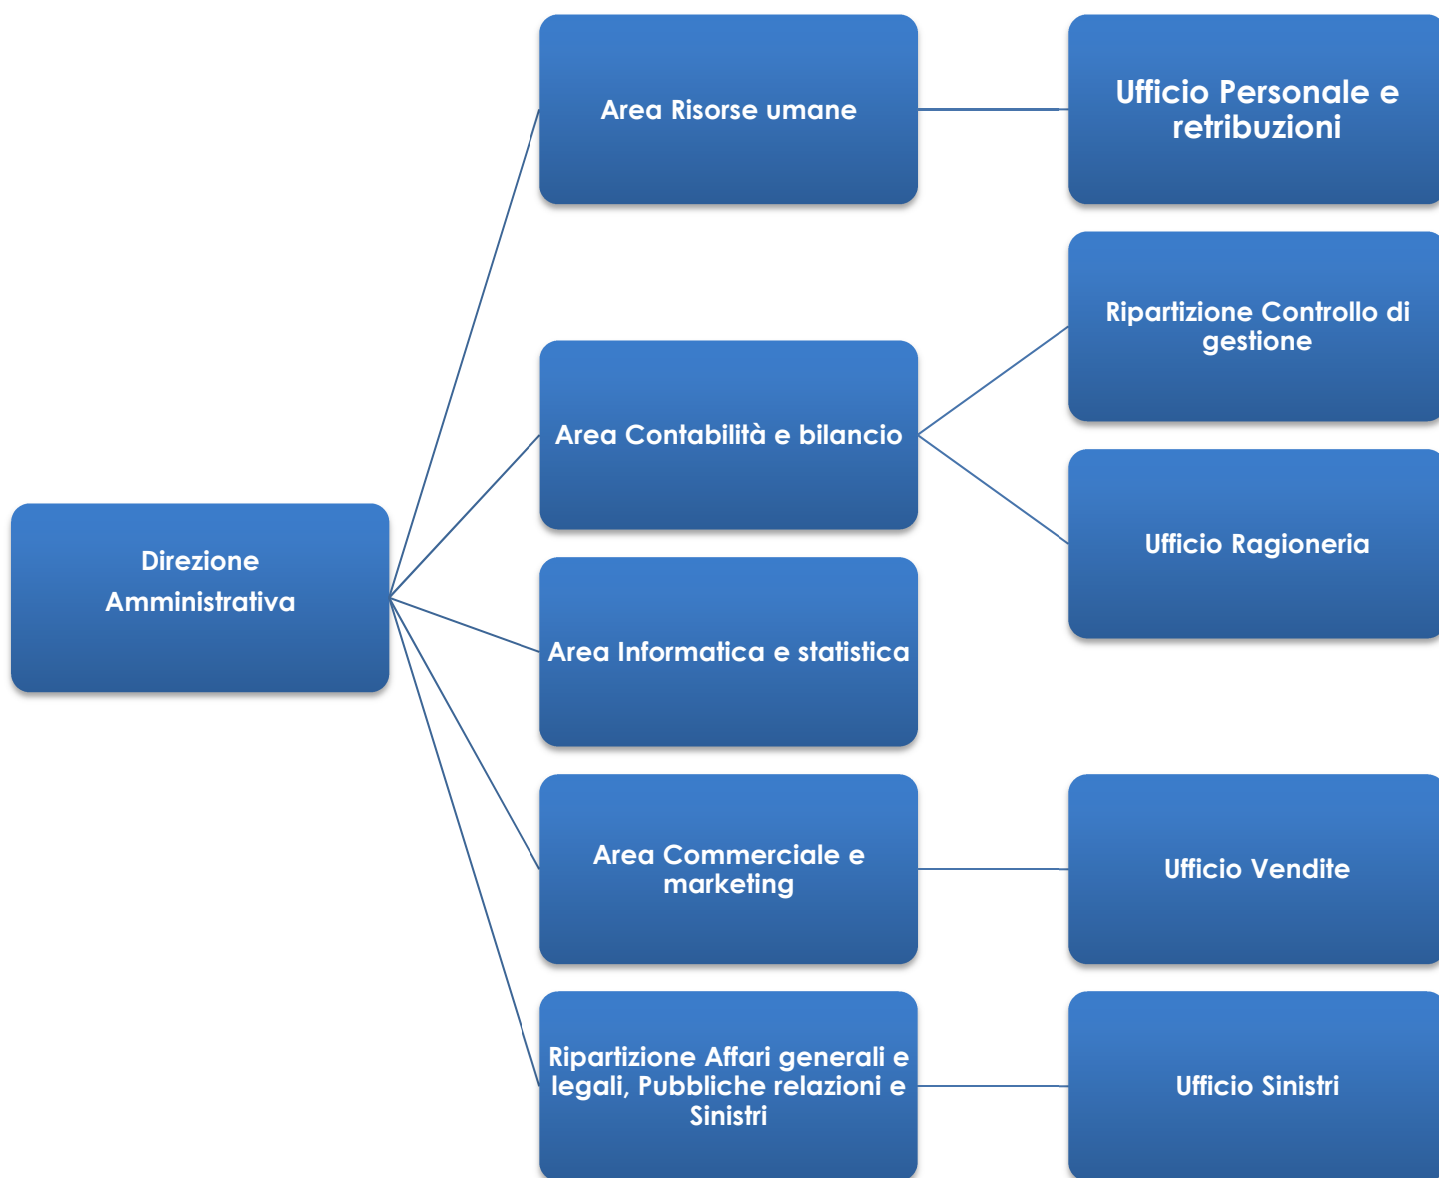 Area Risorse umane
Ufficio Personale e
retribuzioni
Ripartizione Controllo di
gestione
Area Contabilità e bilancio
Ufficio Ragioneria
Direzione
Amministrativa
Area Informatica e statistica
Area Commerciale e
marketing
Ufficio Vendite
Ripartizione Affari generali e
legali, Pubbliche relazioni e
Sinistri
Ufficio Sinistri